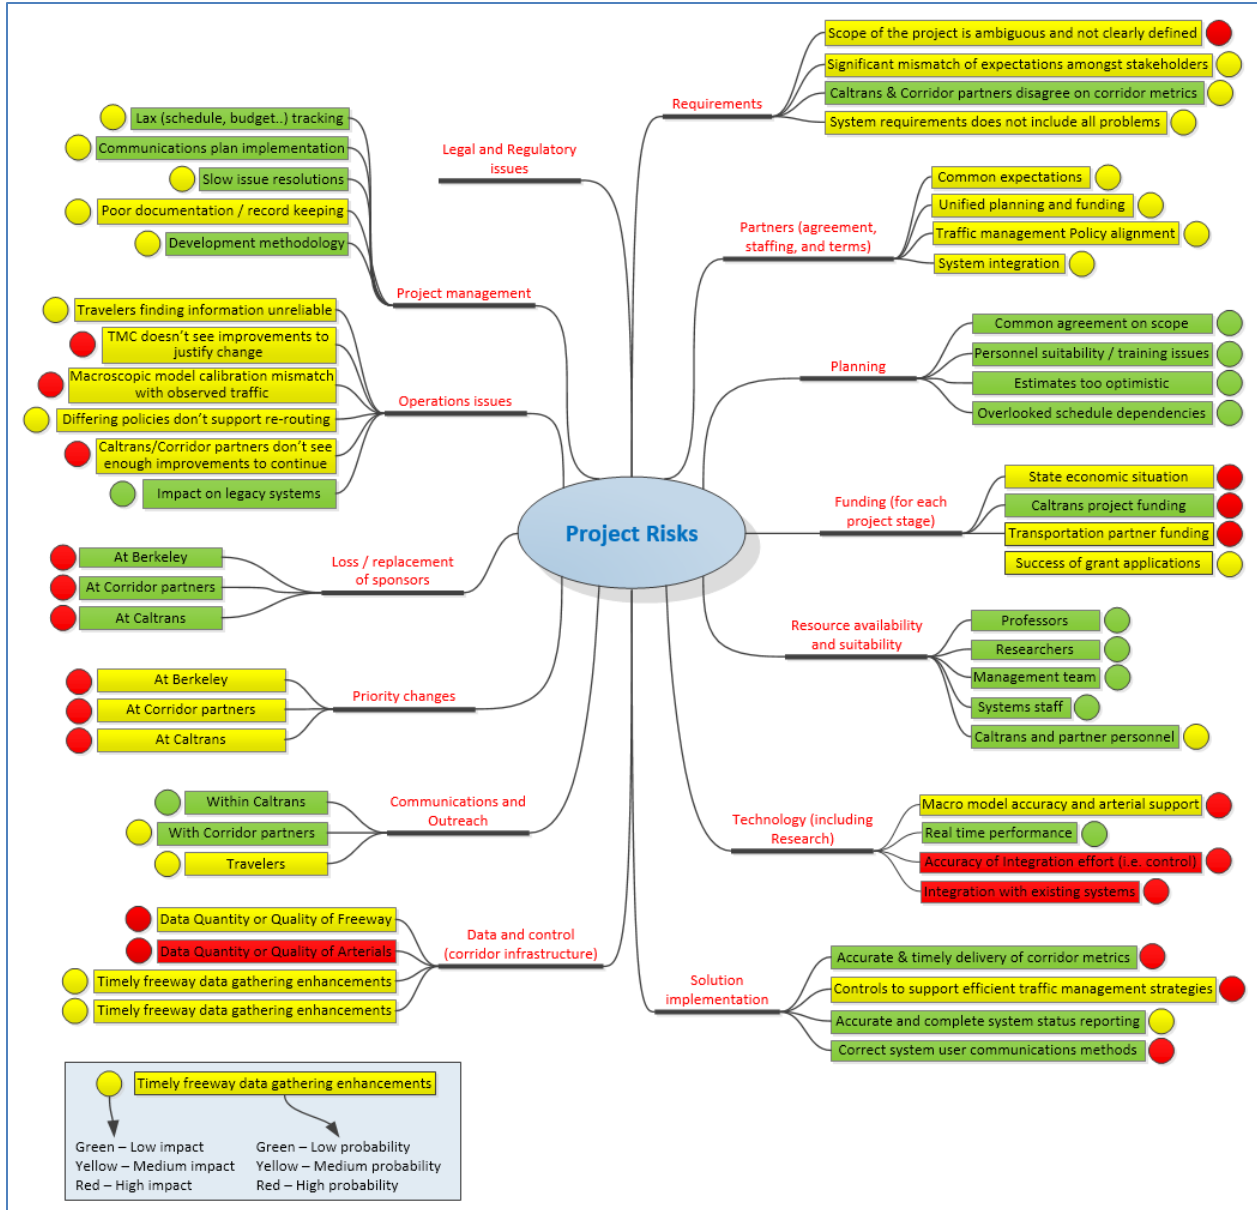 Project Risks
Requirements
Scope of the project is ambiguous and not clearly defined
Significant mismatch of expectations amongst stakeholders
Caltrans & Corridor partners disagree on corridor metrics
System requirements does not include all problems
Partners (agreement,
staffing, and terms)
Common expectations
Unified planning and funding
Traffic management Policy alignment
System integration
Planning
Common agreement on scope
Personnel suitability / training issues
Estimates too optimistic
Overlooked schedule dependencies
Funding (for each
project stage)
State economic situation
Caltrans project funding
Transportation partner funding
Success of grant applications
Resource availability
and suitability
Professors
Researchers
Management team
Systems staff
Caltrans and partner personnel
Technology (including
Research)
Macro model accuracy and arterial support
Real time performance
Accuracy of Integration effort (i.e. control)
Integration with existing systems
Solution
implementation
Accurate & timely delivery of corridor metrics
Controls to support efficient traffic management strategies
Accurate and complete system status reporting
Correct system user communications methods
Legal and Regulatory
issues
Project management
Lax (schedule, budget..) tracking
Communications plan implementation
Slow issue resolutions
Poor documentation / record keeping
Development methodology
Operations issues
Travelers finding information unreliable
TMC doesn't see improvements to
justify change
Macroscopic model calibration mismatch
with observed traffic
Differing policies don't support re-routing
Caltrans/Corridor partners don't see
enough improvements to continue
Impact on legacy systems
Loss / replacement
of sponsors
At Berkeley
At Corridor partners
At Caltrans
Priority changes
At Berkeley
At Corridor partners
At Caltrans
Communications and
Outreach
Within Caltrans
With Corridor partners
Travelers
Data and control
(corridor infrastructure)
Data Quantity or Quality of Freeway
Data Quantity or Quality of Arterials
Timely freeway data gathering enhancements
Timely freeway data gathering enhancements
Timely freeway data gathering enhancements
Green – Low impact
Yellow – Medium impact
Red – High impact
Green – Low probability
Yellow – Medium probability
Red – High probability